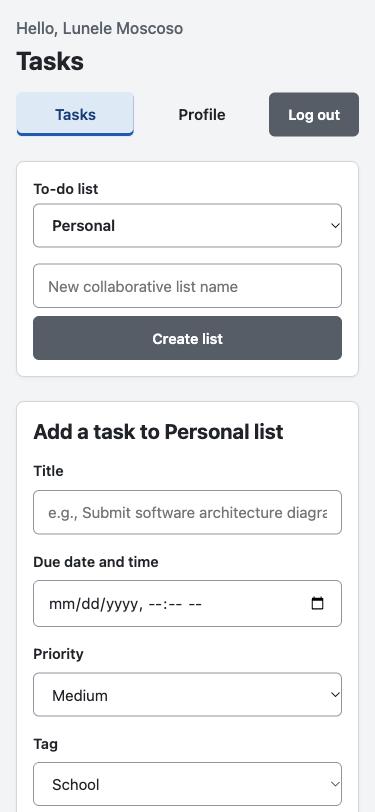 Hello, Lunele Moscoso
Tasks
Tasks Profile Log out
To-do list
Personal
New collaborative list name
Create list
Add a task to Personal list
Title
e.g., Submit software architecture diagra
Due date and time
mm/dd/yyyy, --:-- --
Priority
Medium
Tag
School